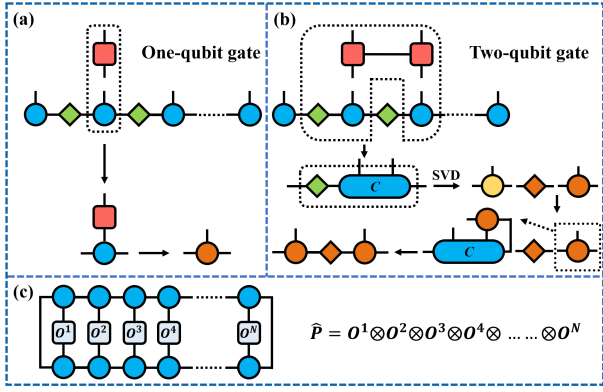 (a)
One-qubit gate
(b)
Two-qubit gate
C
SVD
C
(c)
O¹
O²
O³
O⁴
Oᴺ
P̂ = O¹⊗O²⊗O³⊗O⁴⊗ … … ⊗Oᴺ